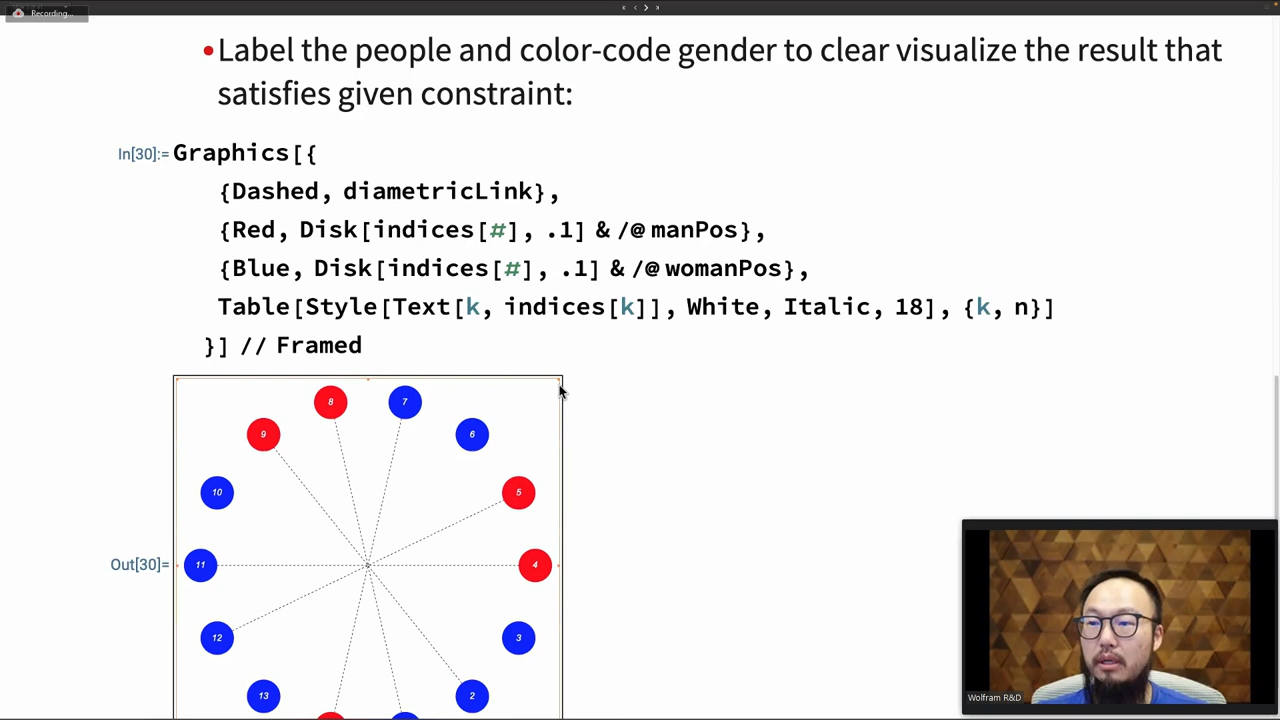 Recording...
•Label the people and color-code gender to clear visualize the result that
satisfies given constraint:
In[30]:= Graphics[{
{Dashed, diametricLink},
{Red, Disk[indices[#], .1] & /@ manPos},
{Blue, Disk[indices[#], .1] & /@ womanPos},
Table[Style[Text[k, indices[k]], White, Italic, 18], {k, n}]
}] // Framed
8 7
9 6
10 5
Out[30]= 11 4
12 3
13 2
Wolfram R&D